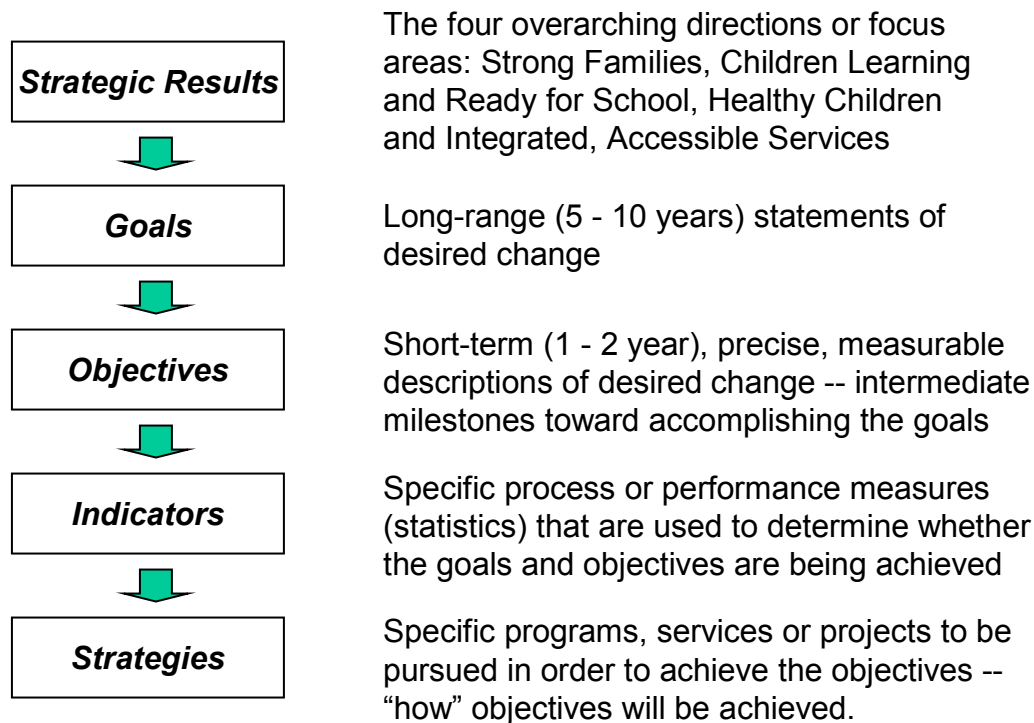 Strategic Results
The four overarching directions or focus
areas: Strong Families, Children Learning
and Ready for School, Healthy Children
and Integrated, Accessible Services
Goals
Long-range (5 - 10 years) statements of
desired change
Objectives
Short-term (1 - 2 year), precise, measurable
descriptions of desired change -- intermediate
milestones toward accomplishing the goals
Indicators
Specific process or performance measures
(statistics) that are used to determine whether
the goals and objectives are being achieved
Strategies
Specific programs, services or projects to be
pursued in order to achieve the objectives --
“how” objectives will be achieved.